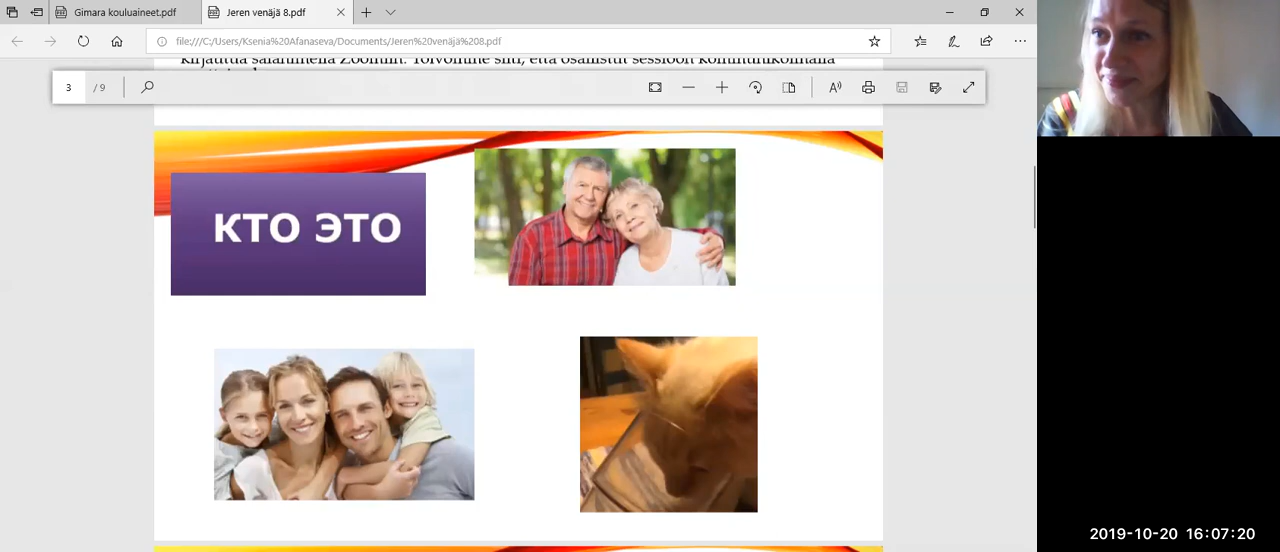 Gimara kouluaineet.pdf
Jeren venäjä 8.pdf
file:///C:/Users/Ksenia%20Afanaseva/Documents/Jeren%20venäjä%208.pdf
3 / 9
КТО ЭТО
2019-10-20 16:07:20